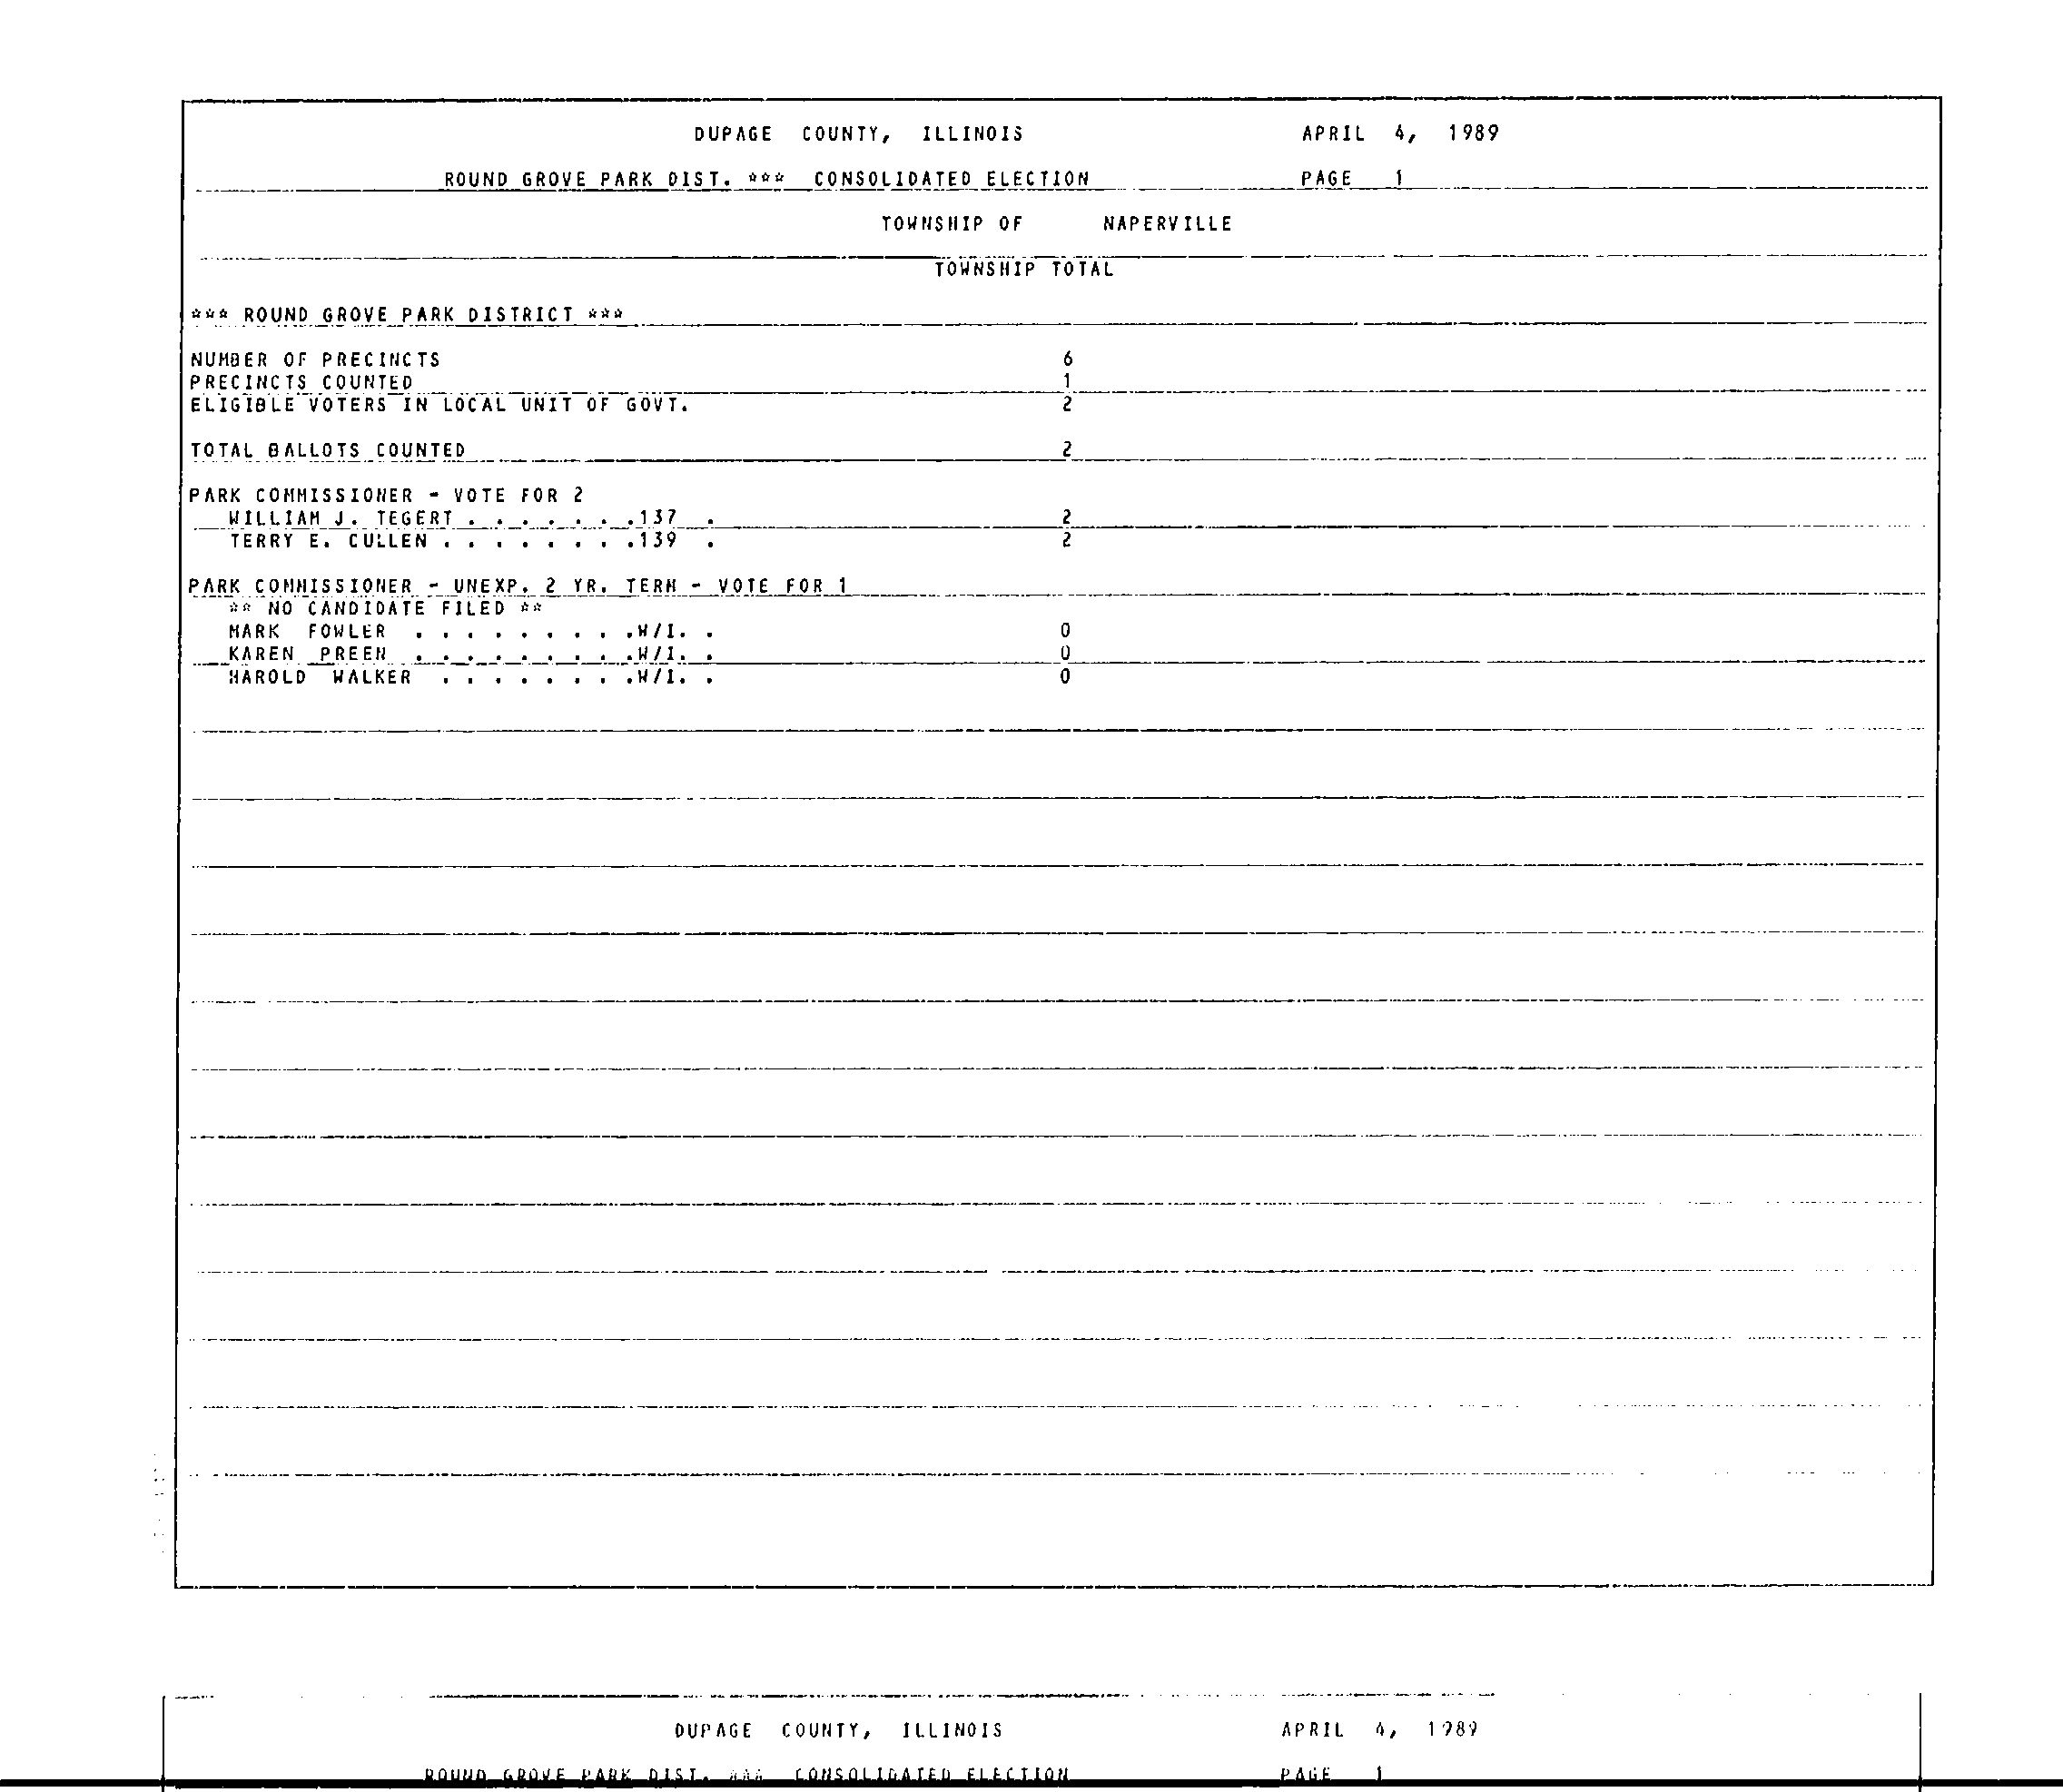 DUPAGE COUNTY, ILLINOIS APRIL 4, 1989
ROUND GROVE PARK DIST. *** CONSOLIDATED ELECTION PAGE 1
TOWNSHIP OF NAPERVILLE
TOWNSHIP TOTAL
*** ROUND GROVE PARK DISTRICT ***
NUMBER OF PRECINCTS 6
PRECINCTS COUNTED 1
ELIGIBLE VOTERS IN LOCAL UNIT OF GOVT. 2
TOTAL BALLOTS COUNTED 2
PARK COMMISSIONER - VOTE FOR 2
WILLIAM J. TEGERT . . . . . . .137 . 2
TERRY E. CULLEN . . . . . . . .139 . 2
PARK COMMISSIONER - UNEXP. 2 YR. TERM - VOTE FOR 1
** NO CANDIDATE FILED **
MARK FOWLER . . . . . . . . .W/I. . 0
KAREN PREEN . . . . . . . . .W/I. . 0
HAROLD WALKER . . . . . . . .W/I. . 0
DUPAGE COUNTY, ILLINOIS APRIL 4, 1989
ROUND GROVE PARK DIST. *** CONSOLIDATED ELECTION PAGE 1